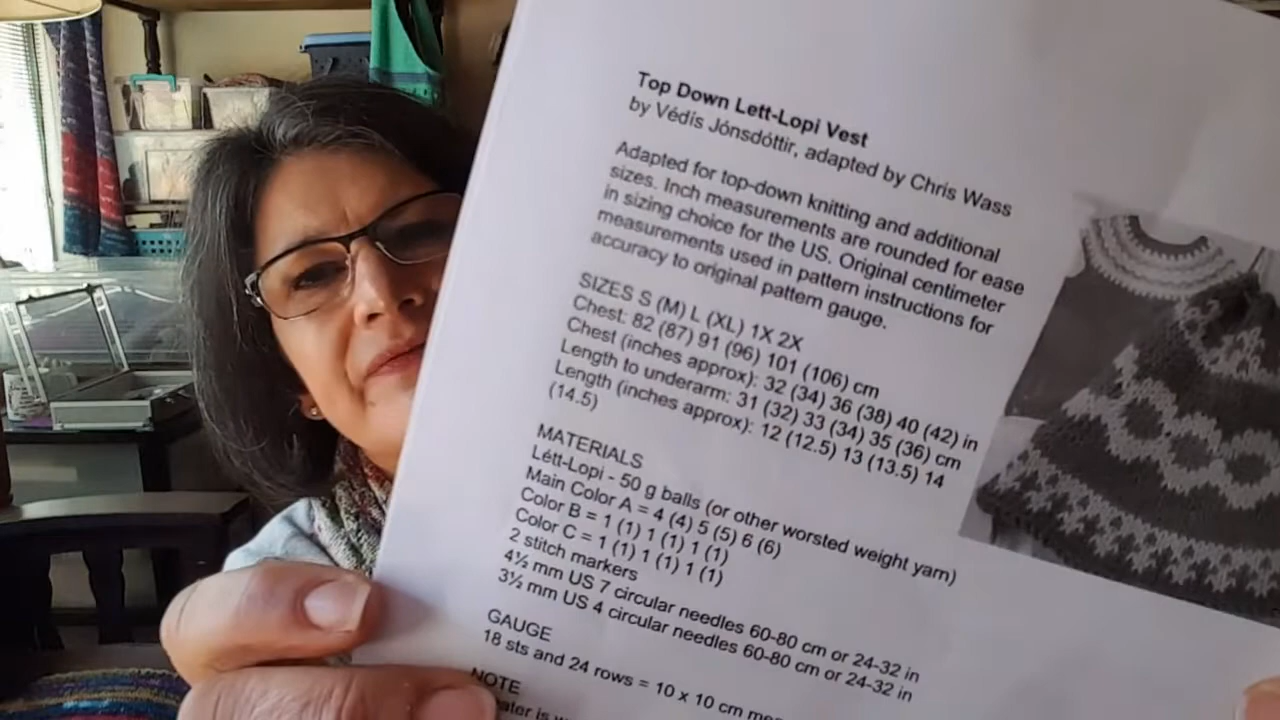 Top Down Lett-Lopi Vest
by Védís Jónsdóttir, adapted by Chris Wass
Adapted for top-down knitting and additional
sizes. Inch measurements are rounded for ease
in sizing choice for the US. Original centimeter
measurements used in pattern instructions for
accuracy to original pattern gauge.
SIZES S (M) L (XL) 1X 2X
Chest: 82 (87) 91 (96) 101 (106) cm
Chest (inches approx): 32 (34) 36 (38) 40 (42) in
Length to underarm: 31 (32) 33 (34) 35 (36) cm
Length (inches approx): 12 (12.5) 13 (13.5) 14
(14.5)
MATERIALS
Létt-Lopi - 50 g balls (or other worsted weight yarn)
Main Color A = 4 (4) 5 (5) 6 (6)
Color B = 1 (1) 1 (1) 1 (1)
Color C = 1 (1) 1 (1) 1 (1)
2 stitch markers
4½ mm US 7 circular needles 60-80 cm or 24-32 in
3½ mm US 4 circular needles 60-80 cm or 24-32 in
GAUGE
18 sts and 24 rows = 10 x 10 cm
NOTE